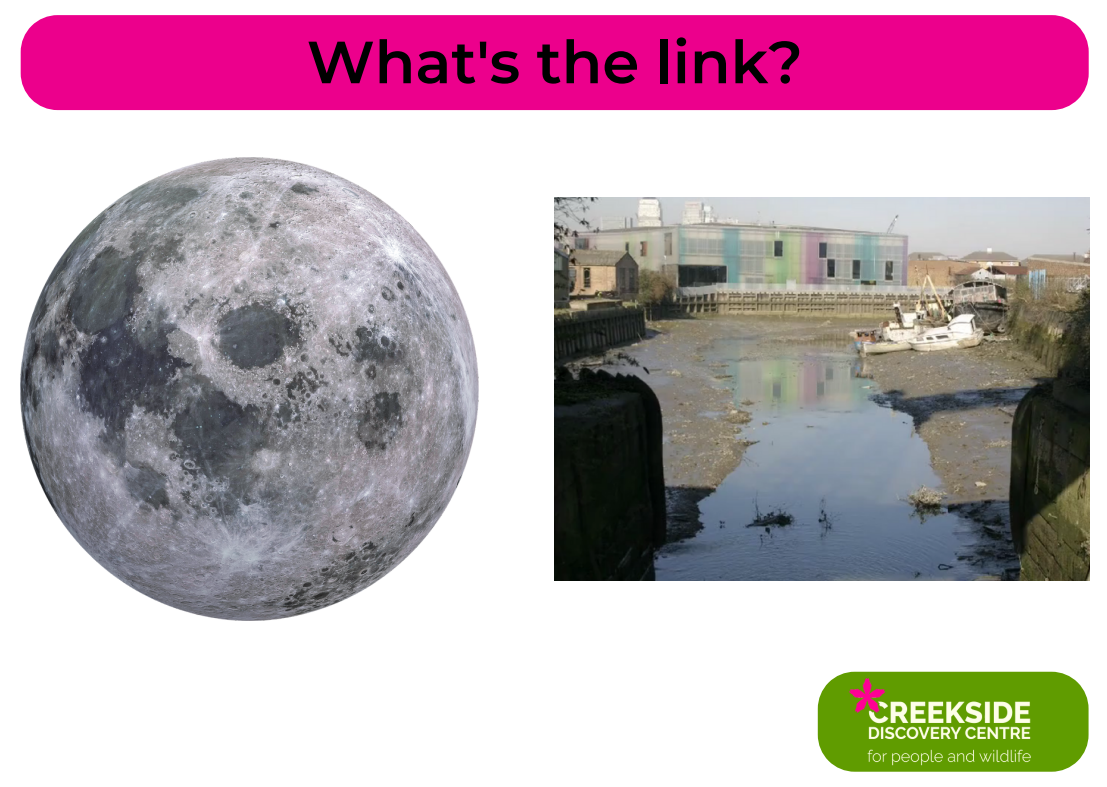 What's the link?
CREEKSIDE
DISCOVERY CENTRE
for people and wildlife